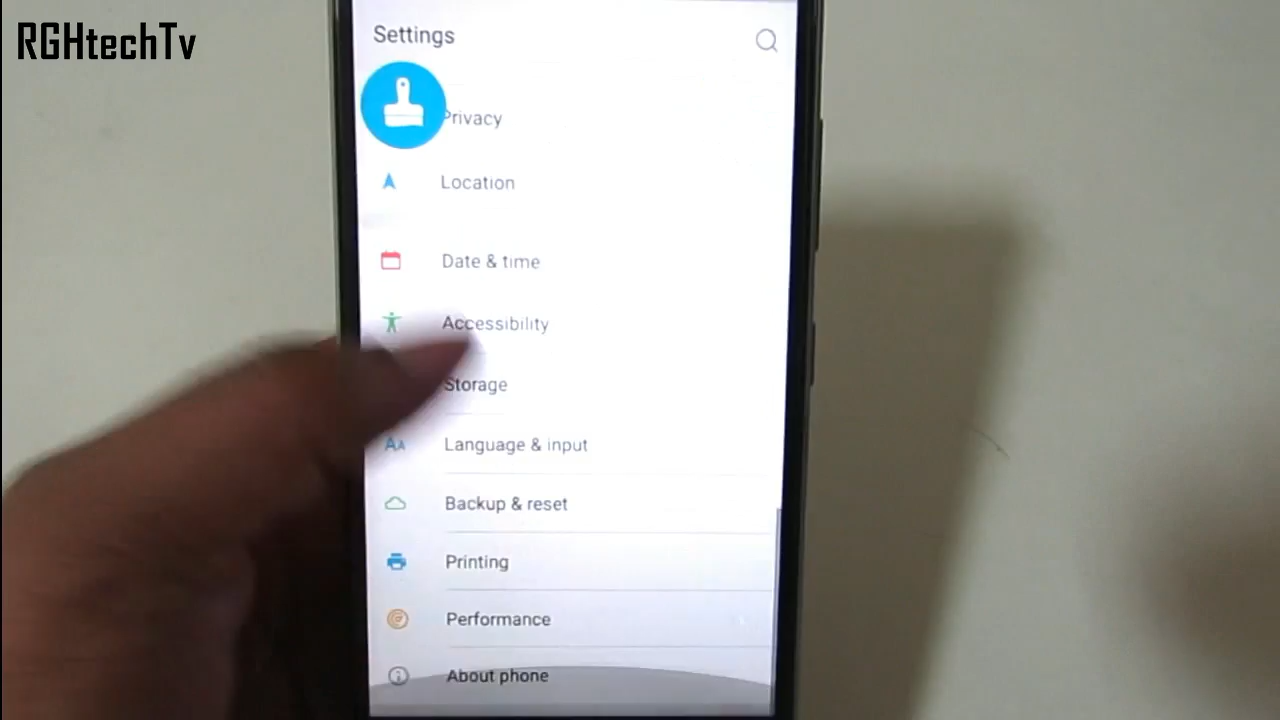 RGHtechTv
Settings
Privacy
Location
Date & time
Accessibility
Storage
Language & input
Backup & reset
Printing
Performance
About phone